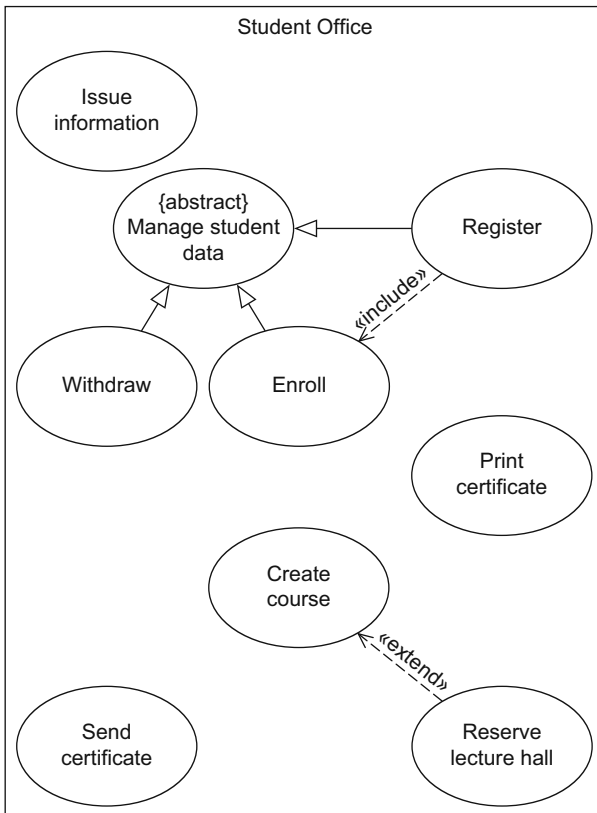 Student Office
Issue
information
{abstract}
Manage student
data
Register
«include»
Withdraw
Enroll
Print
certificate
Create
course
«extend»
Send
certificate
Reserve
lecture hall